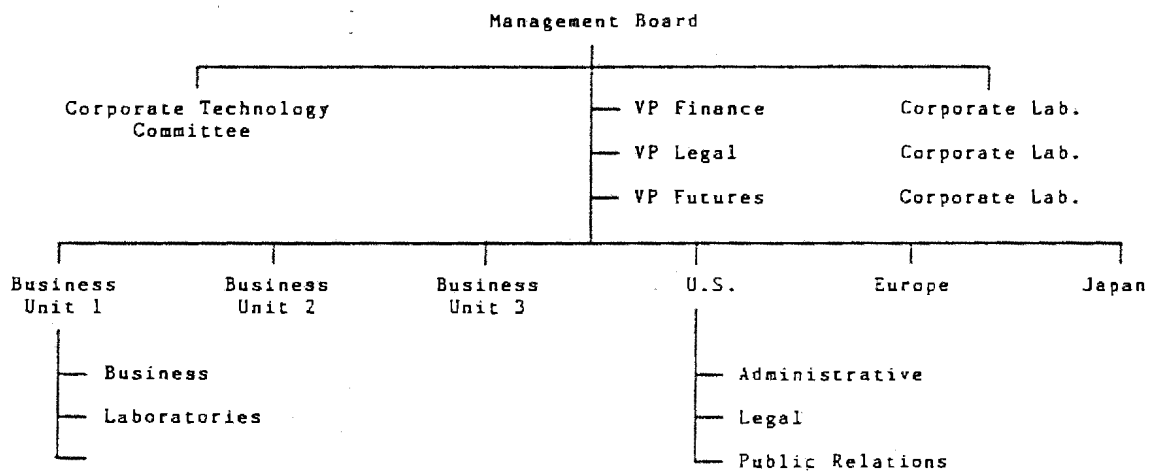 Management Board
Corporate Technology
Committee
VP Finance
Corporate Lab.
VP Legal
Corporate Lab.
VP Futures
Corporate Lab.
Business
Unit 1
Business
Unit 2
Business
Unit 3
U.S.
Europe
Japan
Business
Laboratories
Administrative
Legal
Public Relations